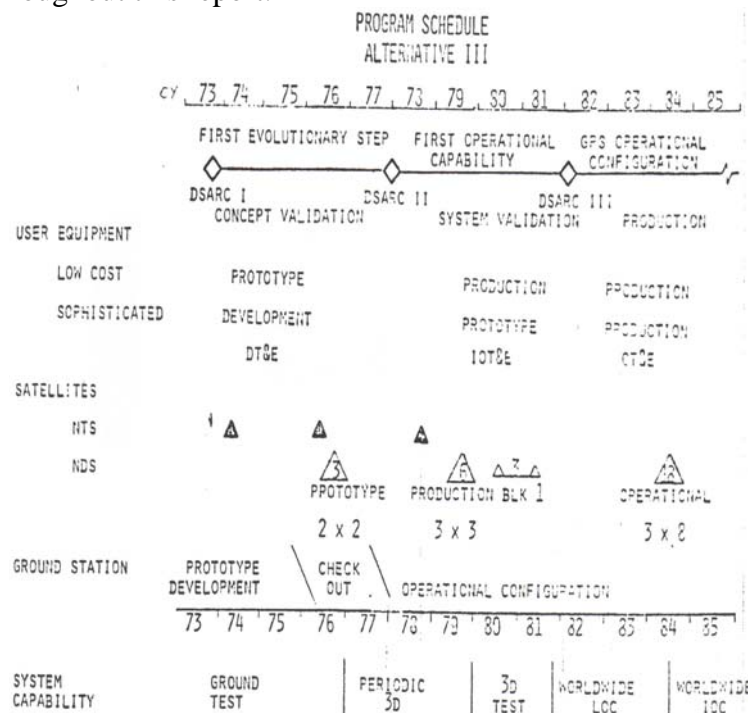 PROGRAM SCHEDULE
ALTERNATIVE III
CY 73 74 75 76 77 78 79 80 81 82 83 84 85
FIRST EVOLUTIONARY STEP FIRST OPERATIONAL CAPABILITY GPS OPERATIONAL CONFIGURATION
DSARC I DSARC II DSARC III
CONCEPT VALIDATION SYSTEM VALIDATION PRODUCTION
USER EQUIPMENT
LOW COST PROTOTYPE PRODUCTION PRODUCTION
SOPHISTICATED DEVELOPMENT PROTOTYPE PRODUCTION
DT&E IOT&E OT&E
SATELLITES
NTS
NDS 3 6 3
PROTOTYPE PRODUCTION BLK 1 OPERATIONAL
2 x 2 3 x 3 3 x 8
GROUND STATION PROTOTYPE DEVELOPMENT CHECK OUT OPERATIONAL CONFIGURATION
73 74 75 76 77 78 79 80 81 82 83 84 85
SYSTEM CAPABILITY GROUND TEST PERIODIC 3D 3D TEST WORLDWIDE LOC WORLDWIDE IOC